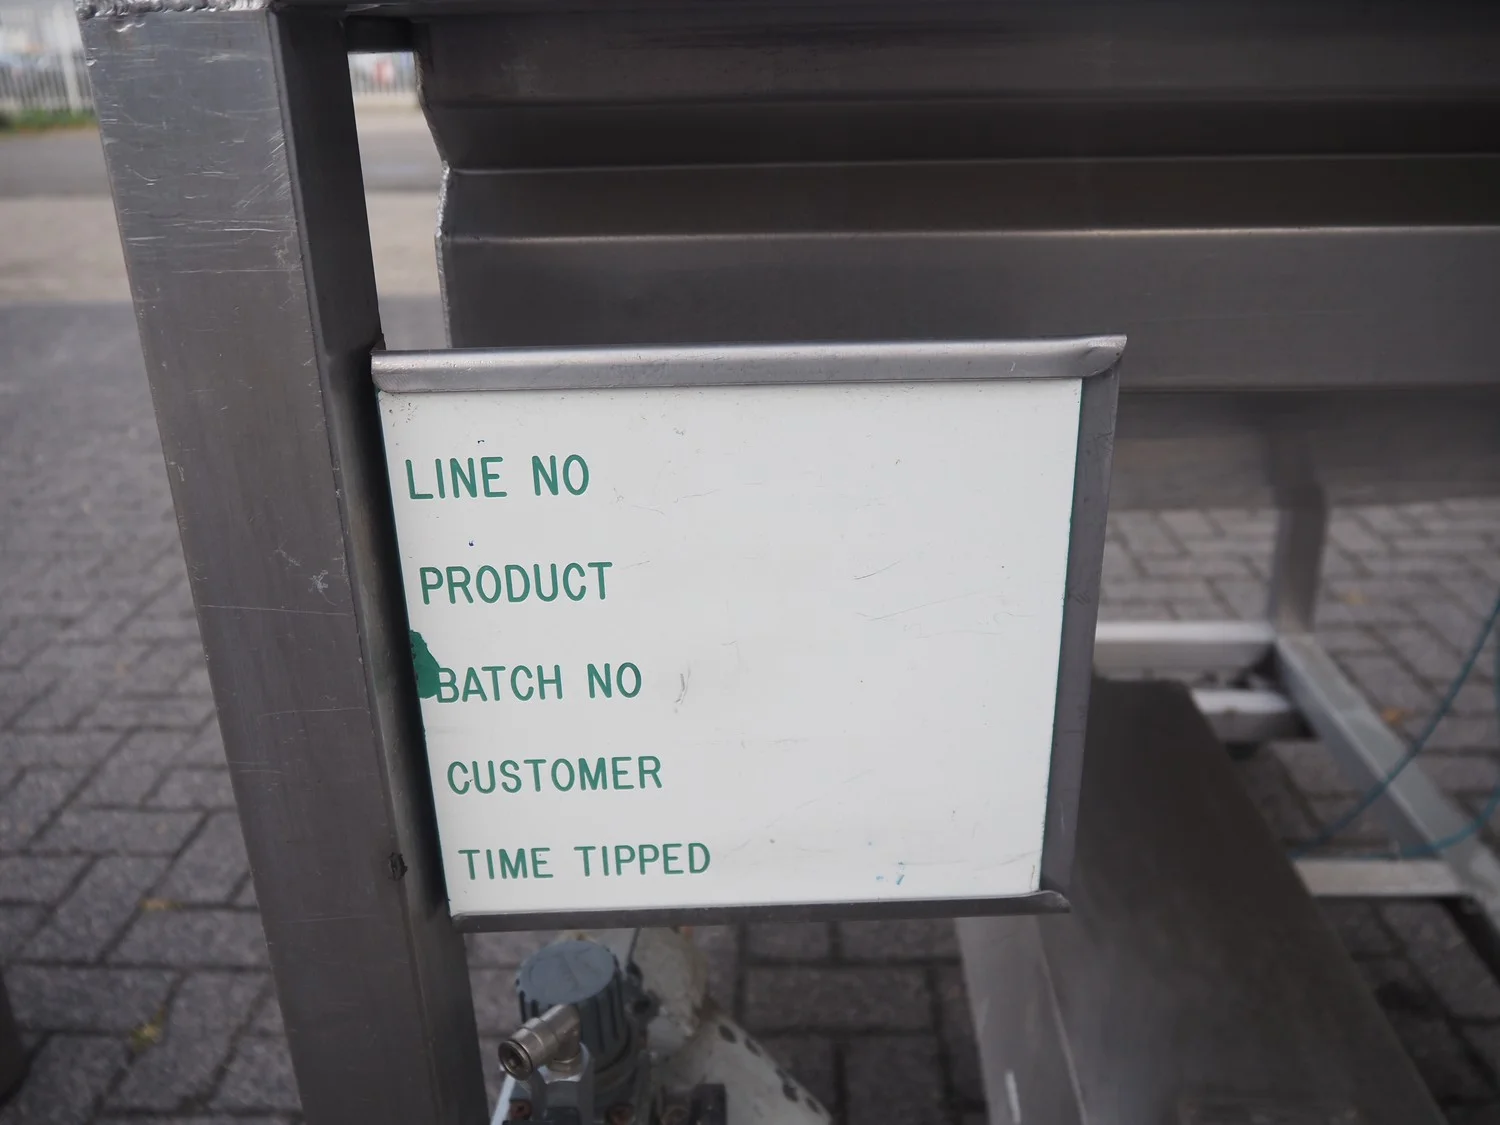 LINE NO
PRODUCT
BATCH NO
CUSTOMER
TIME TIPPED